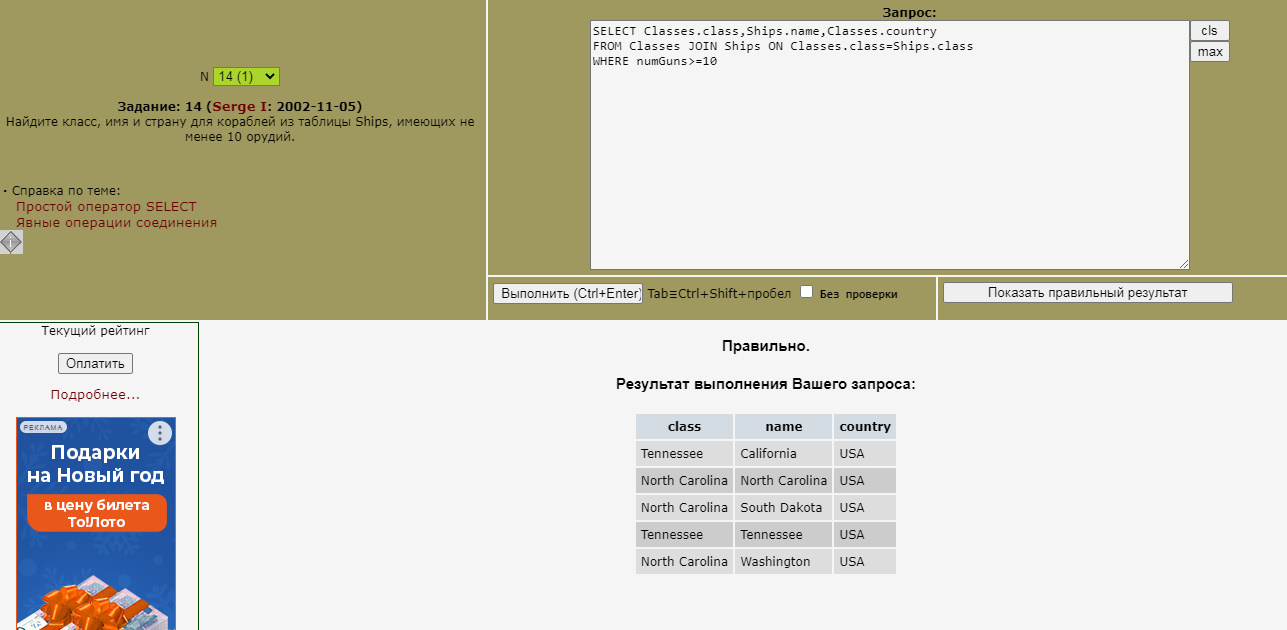 N 14 (1)
Задание: 14 (Serge I: 2002-11-05)
Найдите класс, имя и страну для кораблей из таблицы Ships, имеющих не
менее 10 орудий.
· Справка по теме:
Простой оператор SELECT
Явные операции соединения
i
Запрос:
SELECT Classes.class,Ships.name,Classes.country
FROM Classes JOIN Ships ON Classes.class=Ships.class
WHERE numGuns>=10
cls
max
Выполнить (Ctrl+Enter) Tab≡Ctrl+Shift+пробел Без проверки
Показать правильный результат
Текущий рейтинг
Оплатить
Подробнее...
РЕКЛАМА
Подарки
на Новый год
в цену билета
То!Лото
Правильно.
Результат выполнения Вашего запроса:
class name country
Tennessee California USA
North Carolina North Carolina USA
North Carolina South Dakota USA
Tennessee Tennessee USA
North Carolina Washington USA